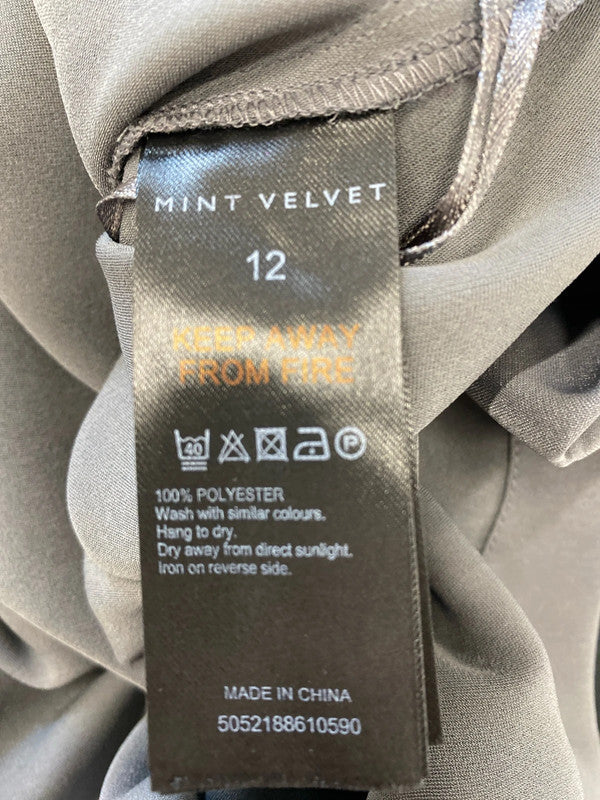 MINT VELVET
12
KEEP AWAY
FROM FIRE
40 P
100% POLYESTER
Wash with similar colours.
Hang to dry.
Dry away from direct sunlight.
Iron on reverse side.
MADE IN CHINA
5052188610590